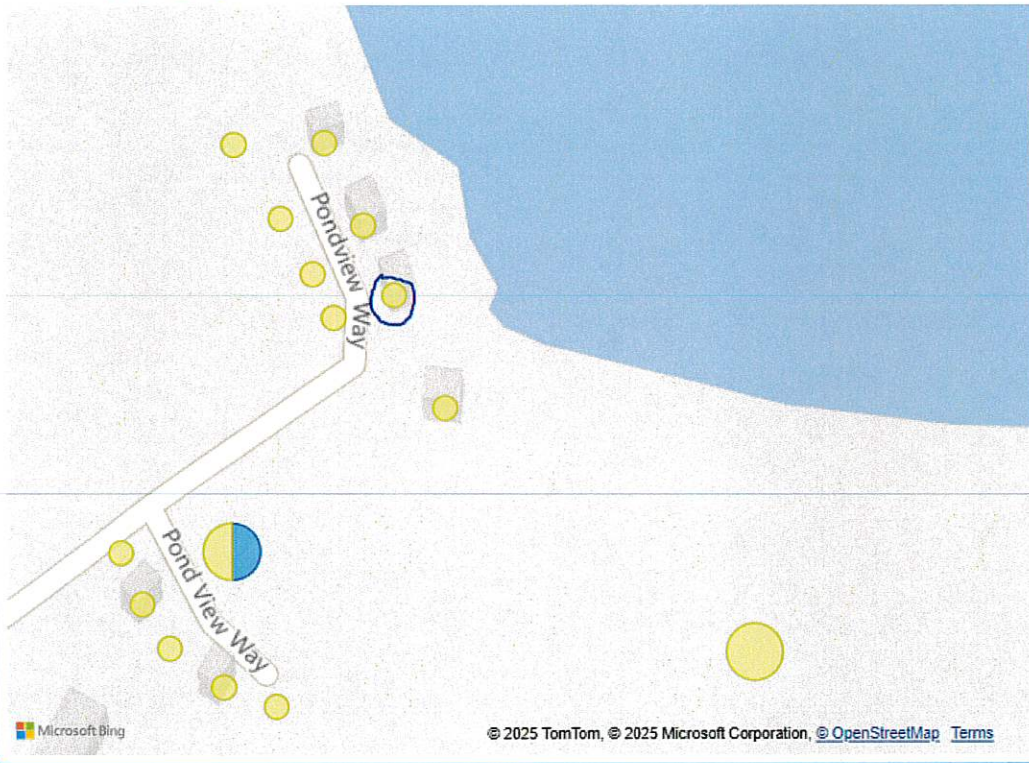 Pondview Way
Pond View Way
Microsoft Bing
© 2025 TomTom, © 2025 Microsoft Corporation, © OpenStreetMap Terms